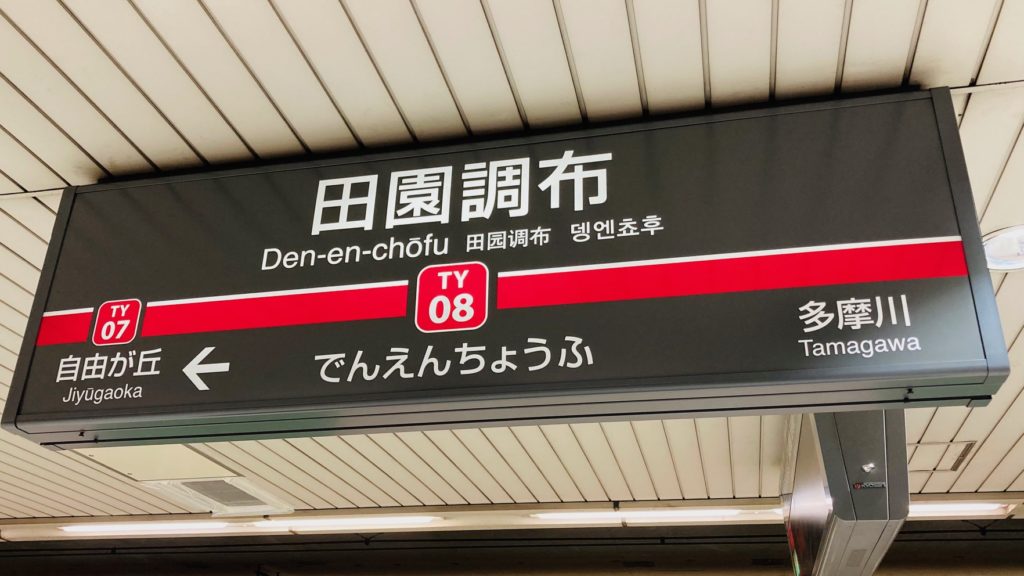 田園調布
Den-en-chōfu 田园调布 뎅엔쵸후
TY
07
TY
08
自由が丘
Jiyūgaoka
←
でんえんちょうふ
多摩川
Tamagawa